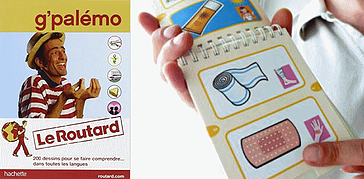 g'palémo
Le Routard
200 dessins pour se faire comprendre...
dans toutes les langues
hachette
routard.com